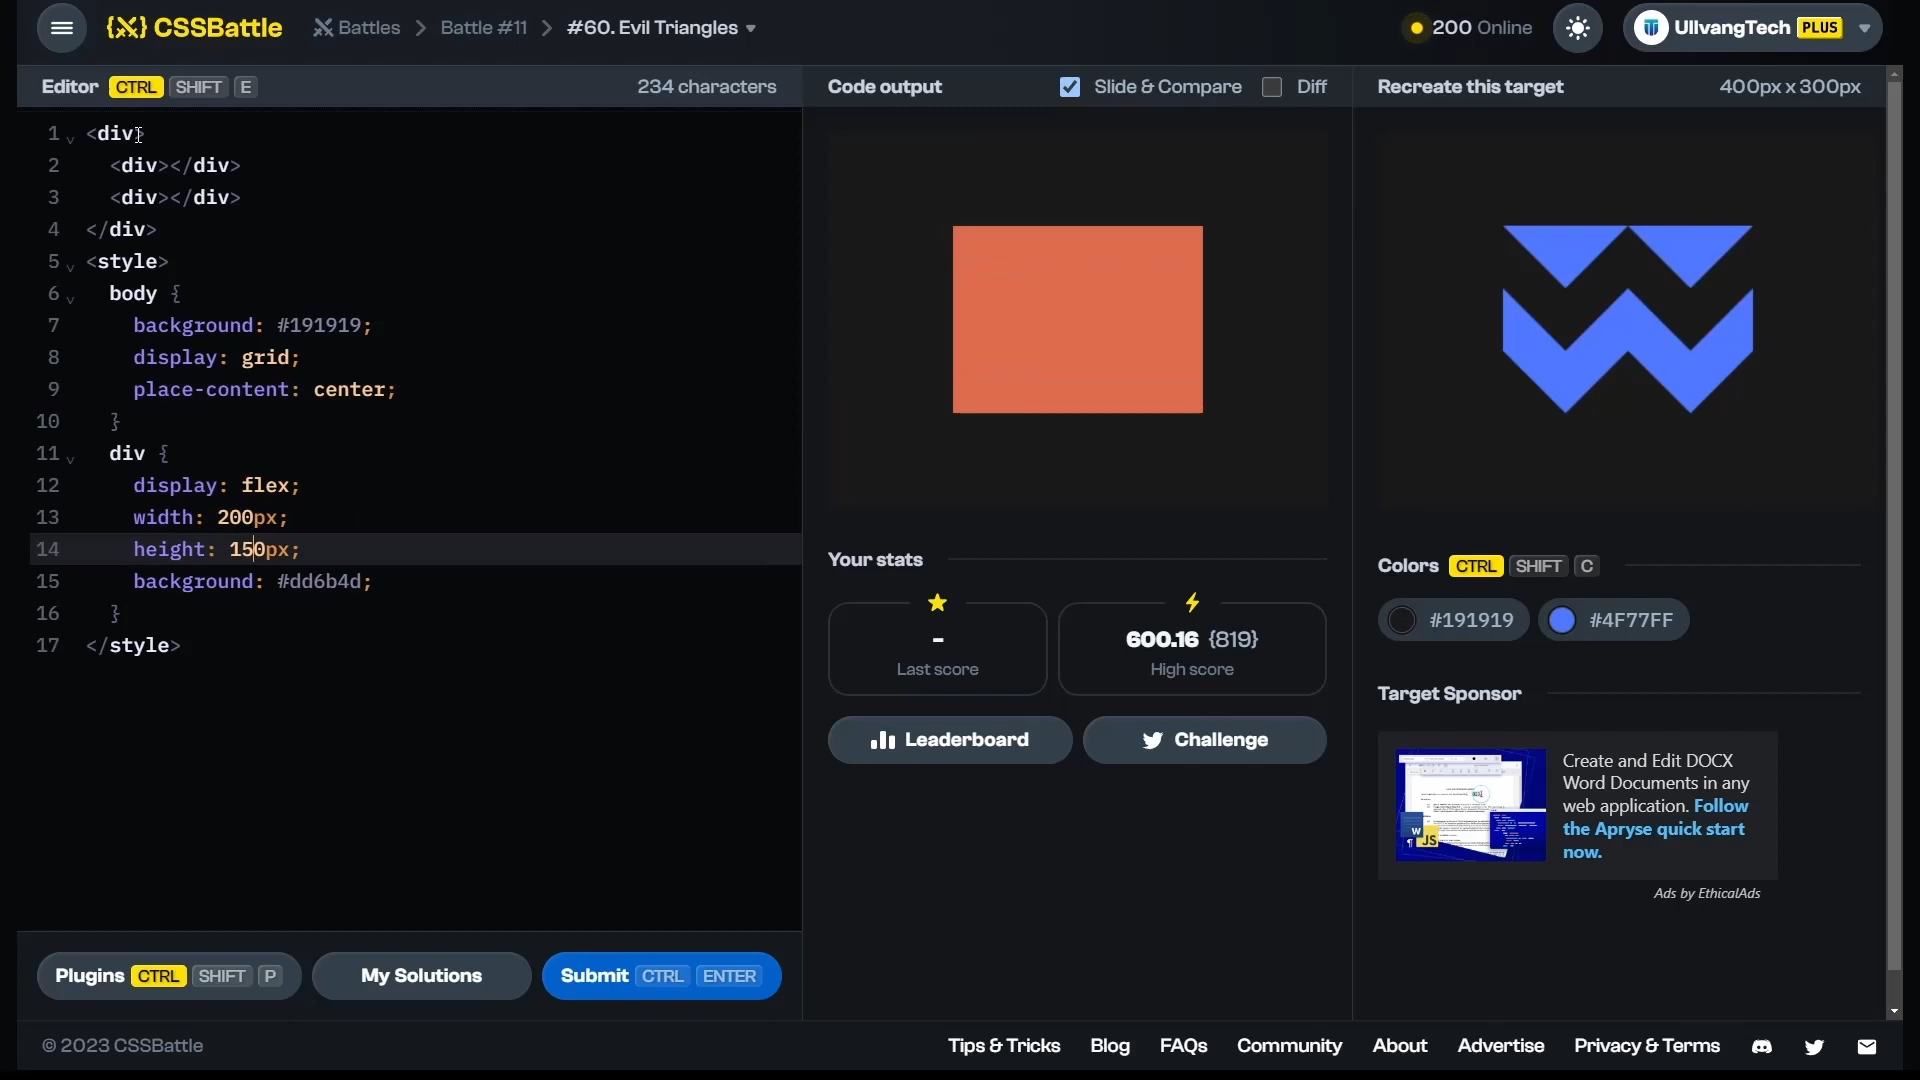 CSSBattle Battles Battle #11 #60. Evil Triangles 200 Online UllvangTech PLUS
Editor CTRL SHIFT E 234 characters
1 <div>
2 <div></div>
3 <div></div>
4 </div>
5 <style>
6 body {
7 background: #191919;
8 display: grid;
9 place-content: center;
10 }
11 div {
12 display: flex;
13 width: 200px;
14 height: 150px;
15 background: #dd6b4d;
16 }
17 </style>
Plugins CTRL SHIFT P My Solutions Submit CTRL ENTER
Code output Slide & Compare Diff
Your stats
-
Last score
600.16 {819}
High score
Leaderboard Challenge
Recreate this target 400px x 300px
Colors CTRL SHIFT C
#191919 #4F77FF
Target Sponsor
W JS
Create and Edit DOCX
Word Documents in any
web application. Follow
the Apryse quick start
now.
Ads by EthicalAds
© 2023 CSSBattle Tips & Tricks Blog FAQs Community About Advertise Privacy & Terms